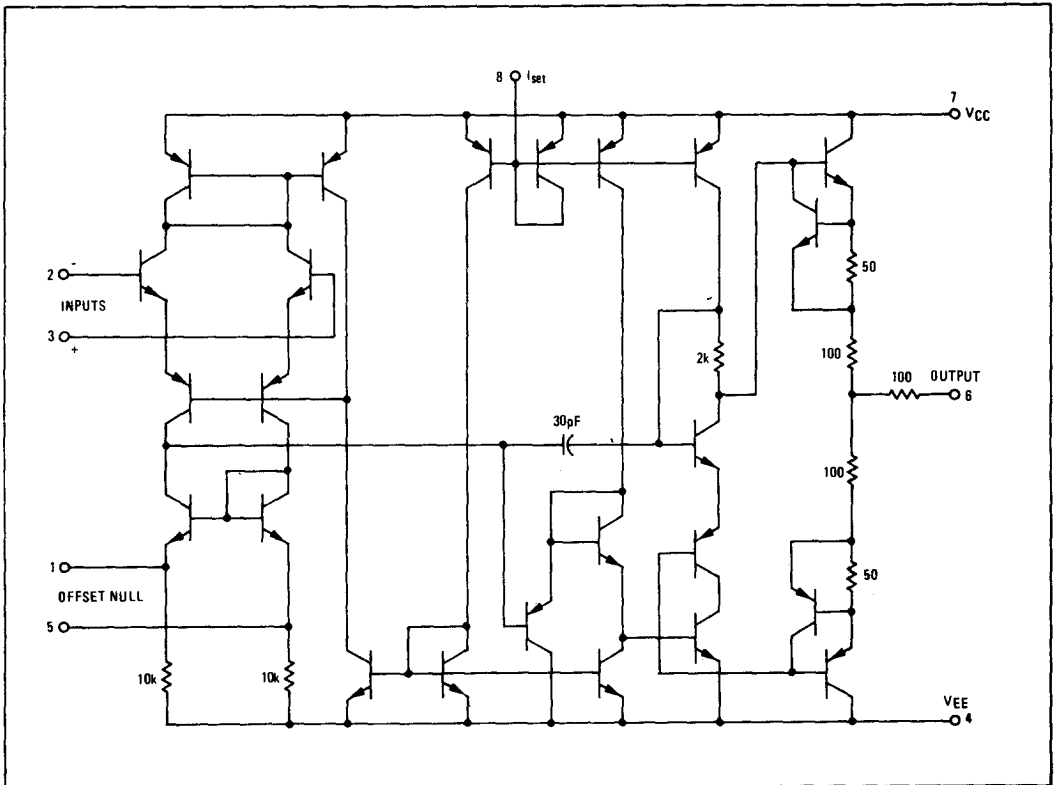 8 Iset
7
VCC
2 -
INPUTS
3
+
50
2k
100
100 OUTPUT
6
30pF
100
1
OFFSET NULL
5
50
10k
10k
VEE
4